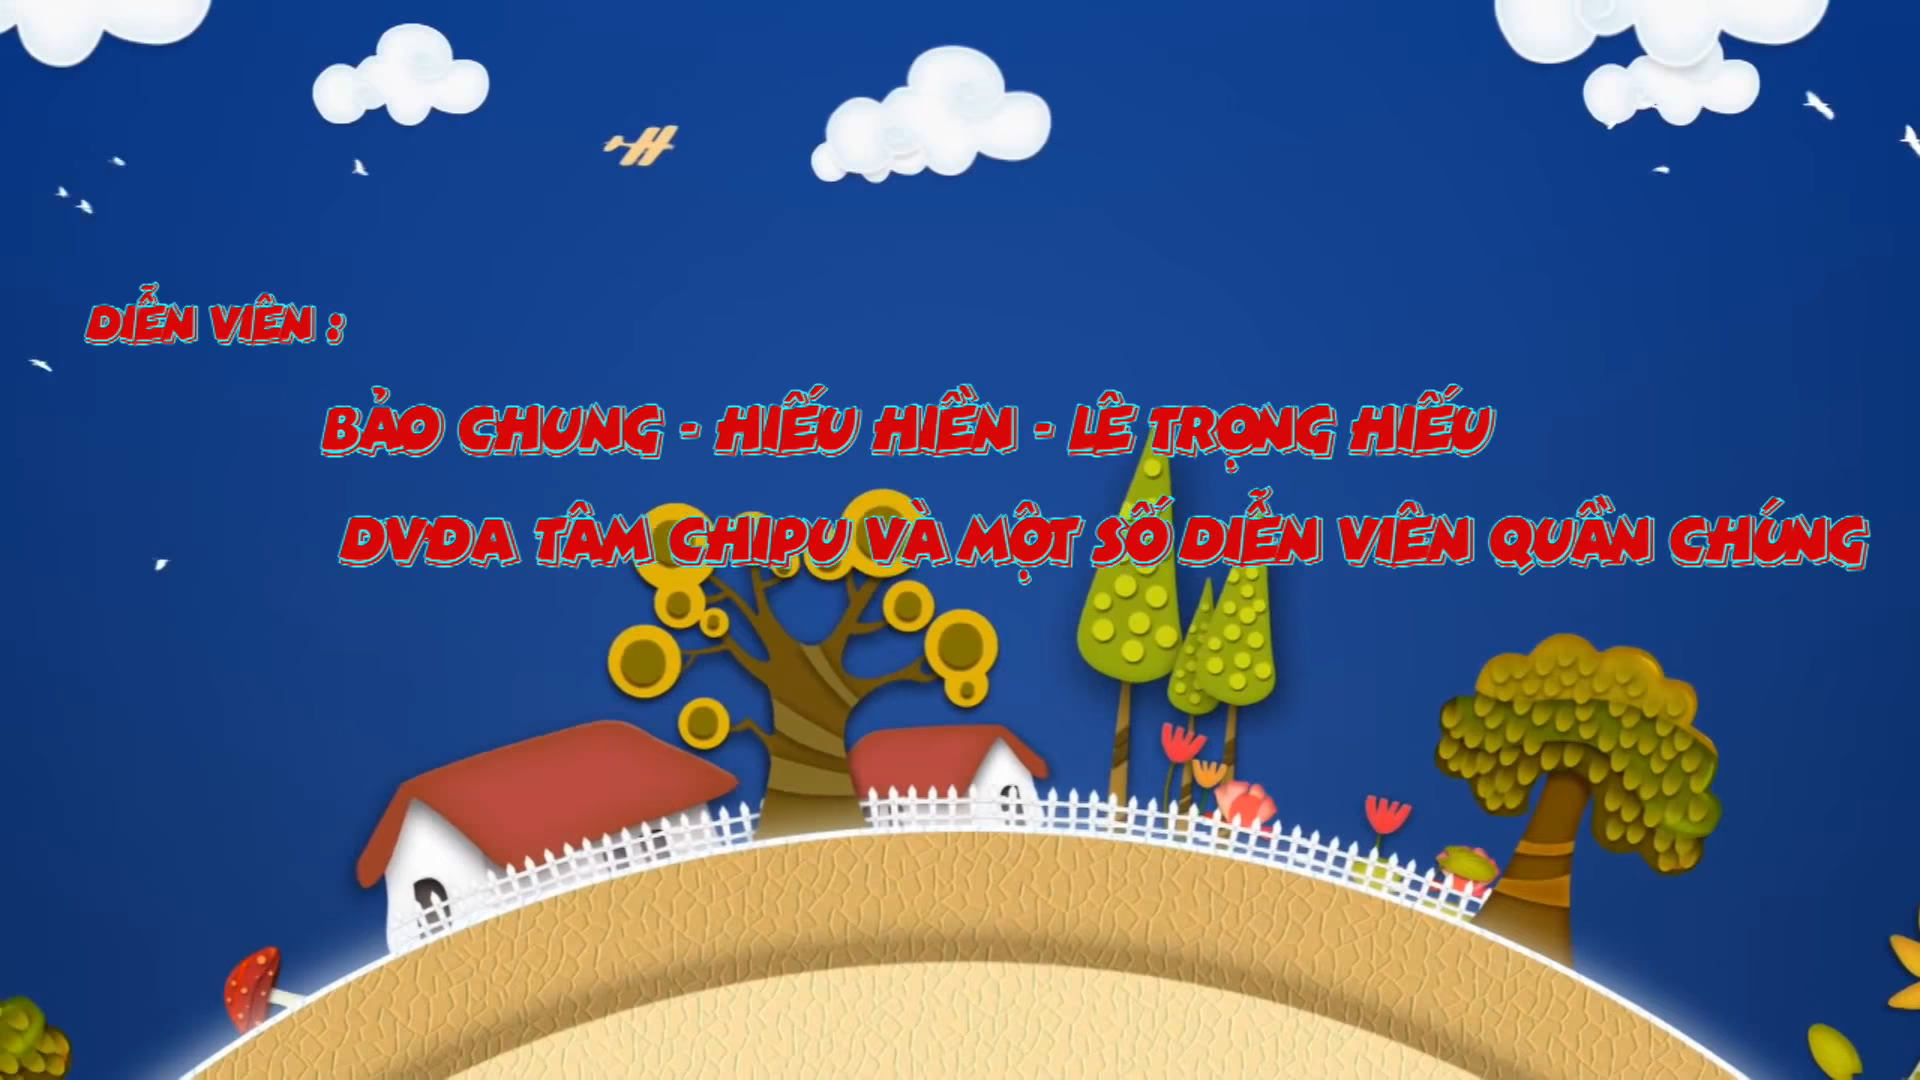 DIỄN VIÊN :
BẢO CHUNG - HIẾU HIỀN - LÊ TRỌNG HIẾU
DVDA TÂM CHIPU VÀ MỘT SỐ DIỄN VIÊN QUẦN CHÚNG